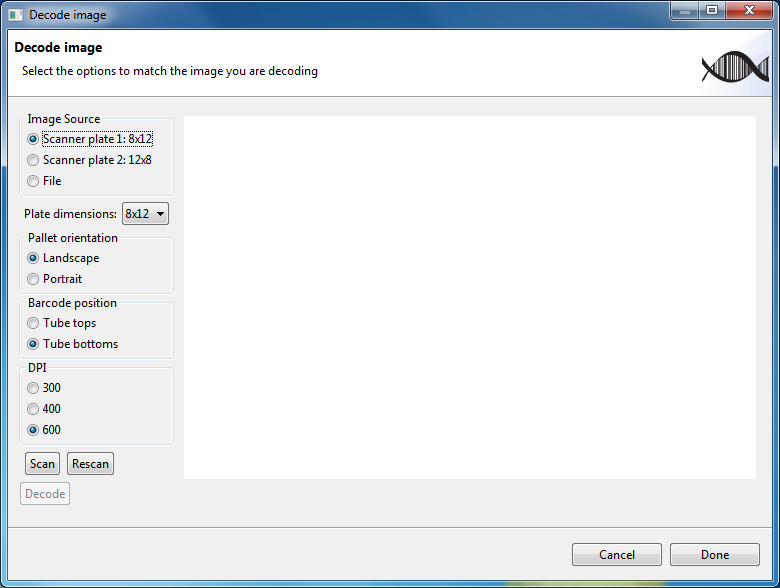 Decode image
Decode image
Select the options to match the image you are decoding
Image Source
Scanner plate 1: 8x12
Scanner plate 2: 12x8
File
Plate dimensions: 8x12
Pallet orientation
Landscape
Portrait
Barcode position
Tube tops
Tube bottoms
DPI
300
400
600
Scan Rescan
Decode
Cancel Done